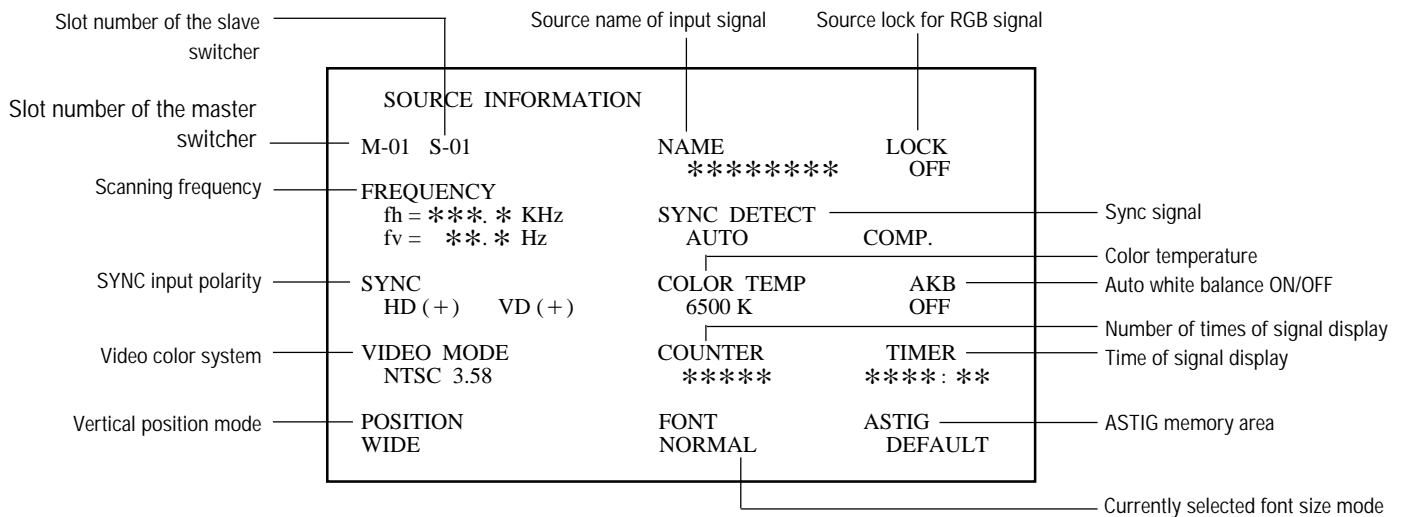 Slot number of the slave
switcher
Source name of input signal
Source lock for RGB signal
Slot number of the master
switcher
Scanning frequency
SYNC input polarity
Video color system
Vertical position mode
SOURCE INFORMATION
M-01 S-01
NAME
********
LOCK
OFF
FREQUENCY
fh = ***. * KHz
fv = **. * Hz
SYNC DETECT
AUTO COMP.
SYNC
HD (+) VD (+)
COLOR TEMP
6500 K
AKB
OFF
VIDEO MODE
NTSC 3.58
COUNTER
*****
TIMER
****: **
POSITION
WIDE
FONT
NORMAL
ASTIG
DEFAULT
Sync signal
Color temperature
Auto white balance ON/OFF
Number of times of signal display
Time of signal display
ASTIG memory area
Currently selected font size mode